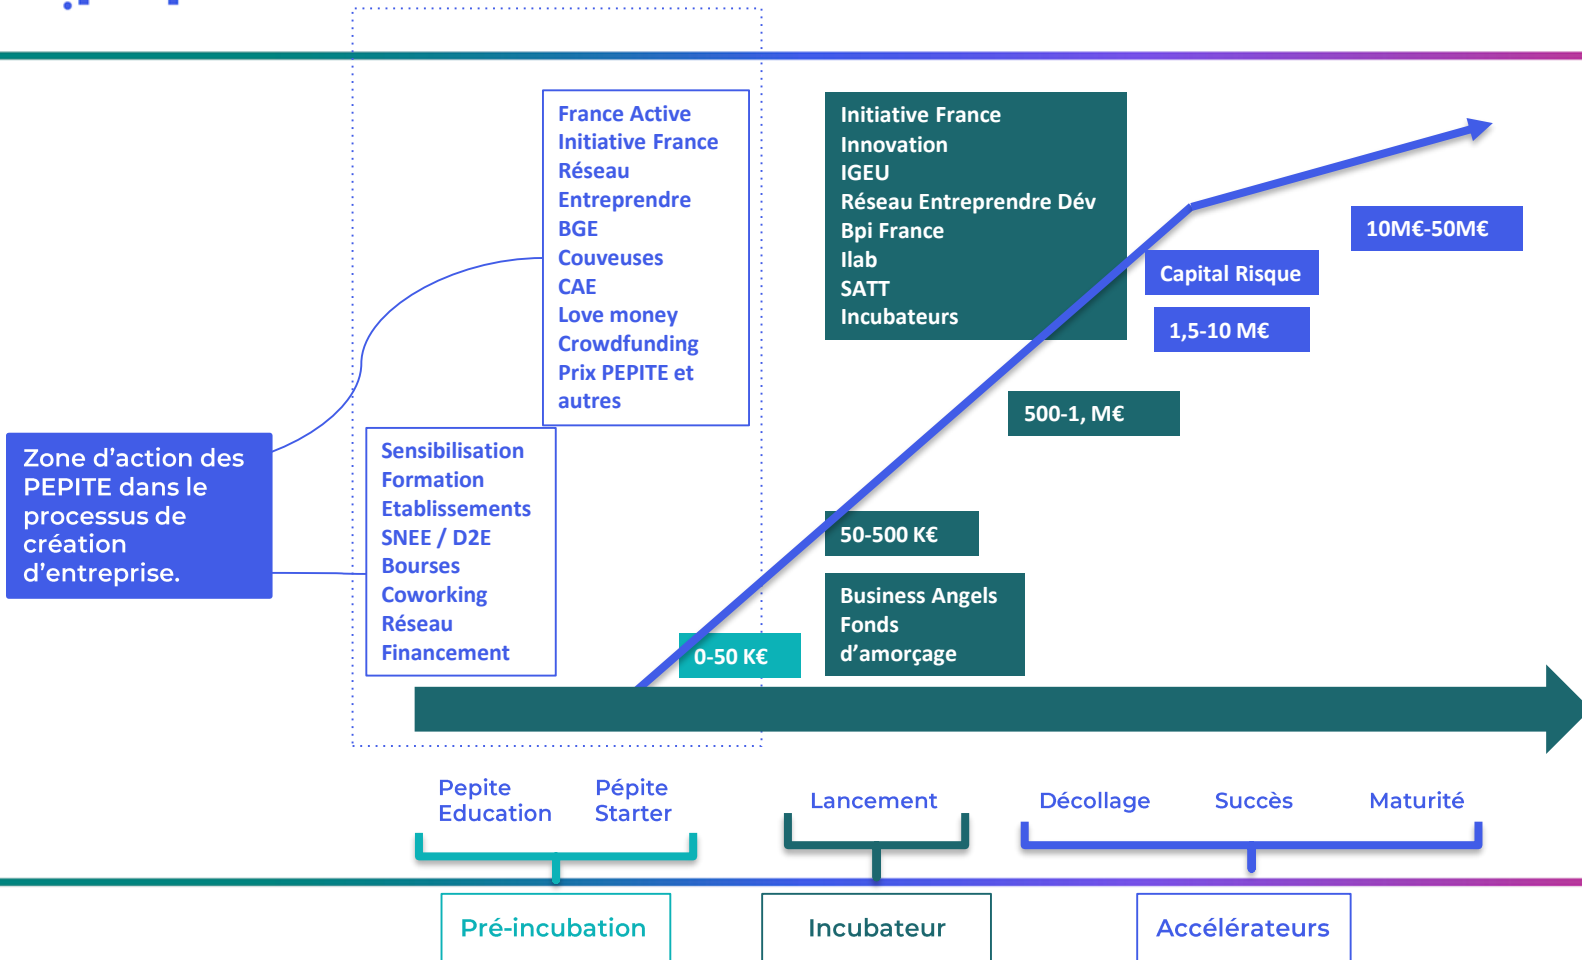 France Active
Initiative France
Réseau
Entreprendre
BGE
Couveuses
CAE
Love money
Crowdfunding
Prix PEPITE et
autres
Initiative France
Innovation
IGEU
Réseau Entreprendre Dév
Bpi France
Ilab
SATT
Incubateurs
10M€-50M€
Capital Risque
1,5-10 M€
500-1, M€
Zone d’action des
PEPITE dans le
processus de
création
d’entreprise.
Sensibilisation
Formation
Etablissements
SNEE / D2E
Bourses
Coworking
Réseau
Financement
50-500 K€
Business Angels
Fonds
d’amorçage
0-50 K€
Pepite
Education
Pépite
Starter
Lancement
Décollage
Succès
Maturité
Pré-incubation
Incubateur
Accélérateurs